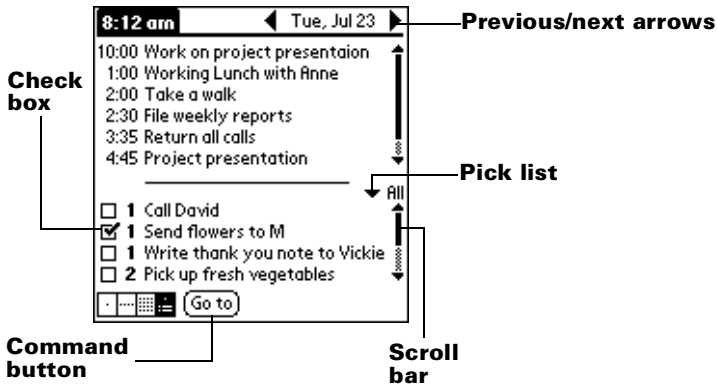 8:12 am Tue, Jul 23 Previous/next arrows
10:00 Work on project presentaion
1:00 Working Lunch with Anne
Check box
2:00 Take a walk
2:30 File weekly reports
3:35 Return all calls
4:45 Project presentation
Pick list
All
1 Call David
1 Send flowers to M
1 Write thank you note to Vickie
2 Pick up fresh vegetables
Go to
Command
button
Scroll
bar